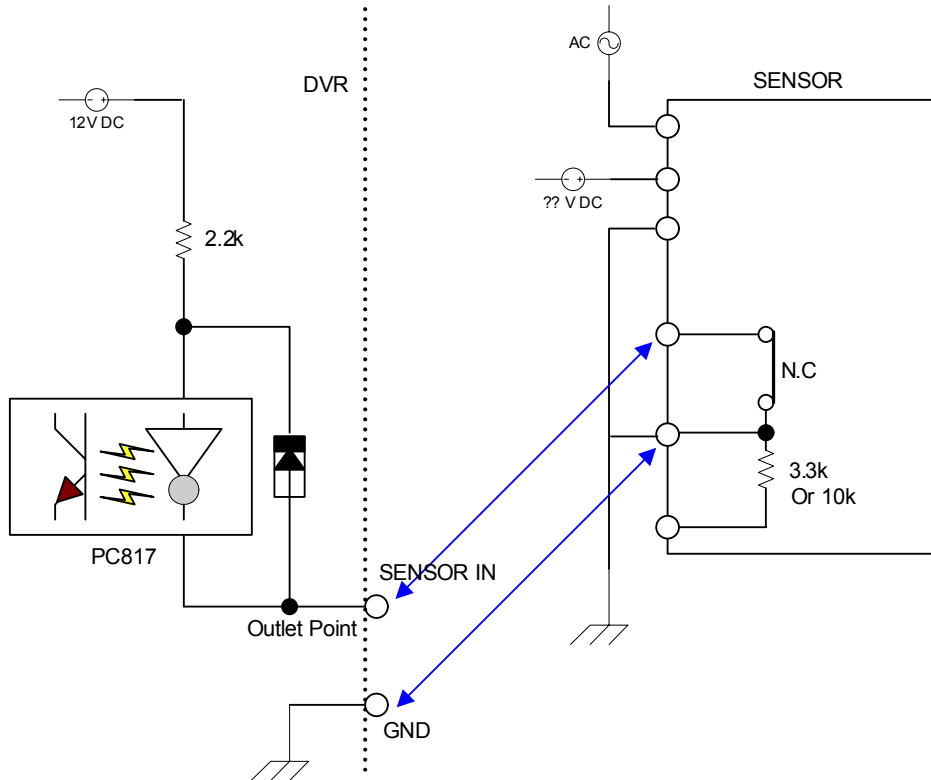 AC
DVR
SENSOR
12V DC
?? V DC
2.2k
N.C
3.3k
Or 10k
PC817
SENSOR IN
Outlet Point
GND